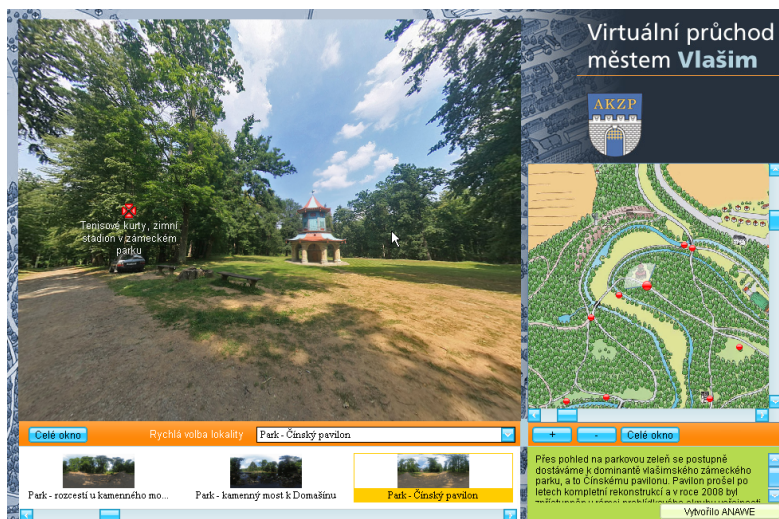 Virtuální průchod
městem Vlašim
AKZP
Tenisové kurty, zimní
stadion v zámeckém
parku
Celé okno
Rychlá volba lokality
Park - Čínský pavilon
+
-
Celé okno
Park - rozcestí u kamenného mo...
Park - kamenný most k Domašínu
Park - Čínský pavilon
Přes pohled na parkovou zeleň se postupně
dostáváme k dominantě vlašimského zámeckého
parku, a to Čínskému pavilonu. Pavilon prošel po
letech kompletní rekonstrukcí a v roce 2008 byl
Vytvořilo ANAWE